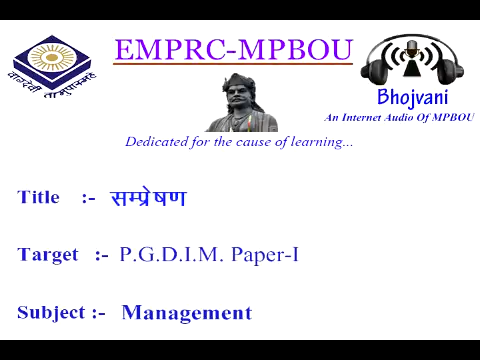 EMPRC-MPBOU
वाग्देवी तामुपास्महे
Bhojvani
An Internet Audio Of MPBOU
Dedicated for the cause of learning...
Title :- सम्प्रेषण
Target :- P.G.D.I.M. Paper-I
Subject :- Management